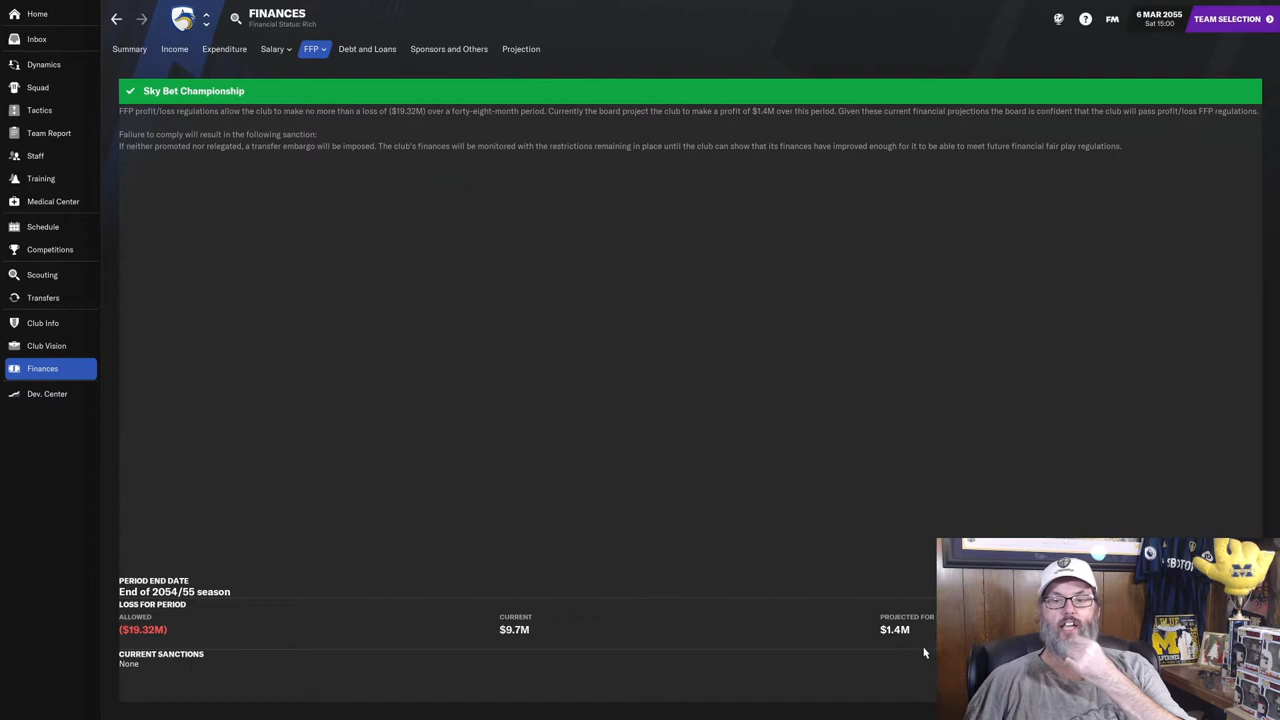 Home
Inbox
Dynamics
Squad
Tactics
Team Report
Staff
Training
Medical Center
Schedule
Competitions
Scouting
Transfers
Club Info
Club Vision
Finances
Dev. Center
FINANCES
Financial Status: Rich
FM
6 MAR 2055
Sat 15:00
TEAM SELECTION
Summary
Income
Expenditure
Salary
FFP
Debt and Loans
Sponsors and Others
Projection
Sky Bet Championship
FFP profit/loss regulations allow the club to make no more than a loss of ($19.32M) over a forty-eight-month period. Currently the board project the club to make a profit of $1.4M over this period. Given these current financial projections the board is confident that the club will pass profit/loss FFP regulations.
Failure to comply will result in the following sanction:
If neither promoted nor relegated, a transfer embargo will be imposed. The club's finances will be monitored with the restrictions remaining in place until the club can show that its finances have improved enough for it to be able to meet future financial fair play regulations.
PERIOD END DATE
End of 2054/55 season
LOSS FOR PERIOD
ALLOWED
($19.32M)
CURRENT
$9.7M
PROJECTED FOR
$1.4M
CURRENT SANCTIONS
None